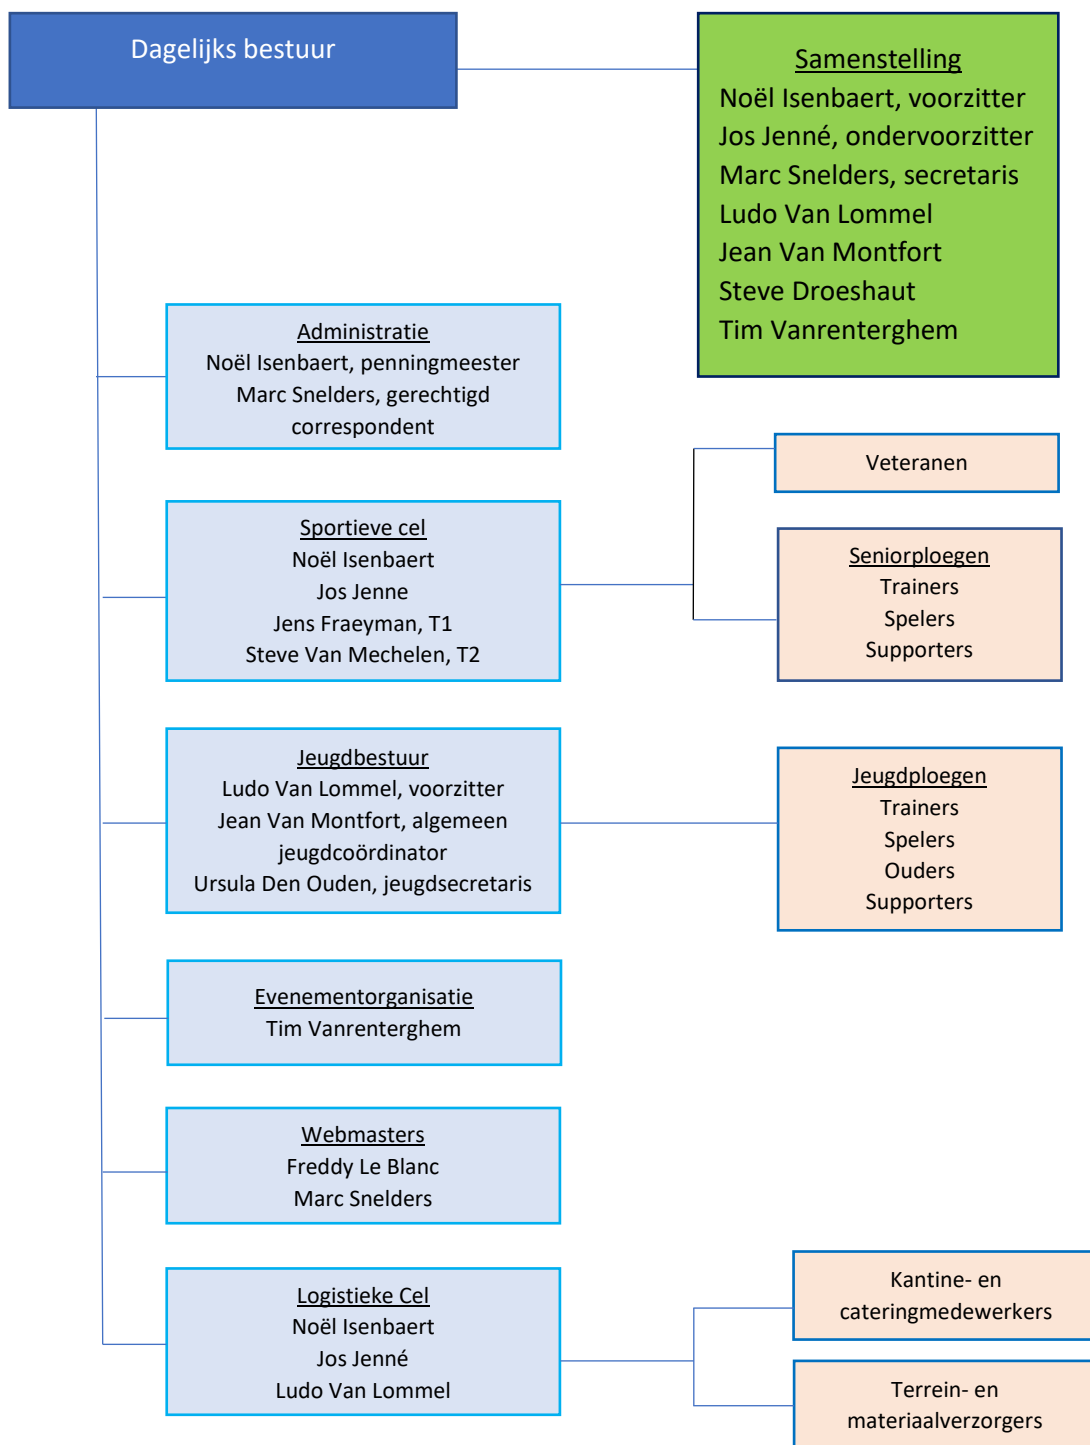 Dagelijks bestuur
Samenstelling
Noël Isenbaert, voorzitter
Jos Jenné, ondervoorzitter
Marc Snelders, secretaris
Ludo Van Lommel
Jean Van Montfort
Steve Droeshaut
Tim Vanrenterghem
Administratie
Noël Isenbaert, penningmeester
Marc Snelders, gerechtigd
correspondent
Sportieve cel
Noël Isenbaert
Jos Jenne
Jens Fraeyman, T1
Steve Van Mechelen, T2
Veteranen
Seniorploegen
Trainers
Spelers
Supporters
Jeugdbestuur
Ludo Van Lommel, voorzitter
Jean Van Montfort, algemeen
jeugdcoördinator
Ursula Den Ouden, jeugdsecretaris
Jeugdploegen
Trainers
Spelers
Ouders
Supporters
Evenementorganisatie
Tim Vanrenterghem
Webmasters
Freddy Le Blanc
Marc Snelders
Logistieke Cel
Noël Isenbaert
Jos Jenné
Ludo Van Lommel
Kantine- en
cateringmedewerkers
Terrein- en
materiaalverzorgers